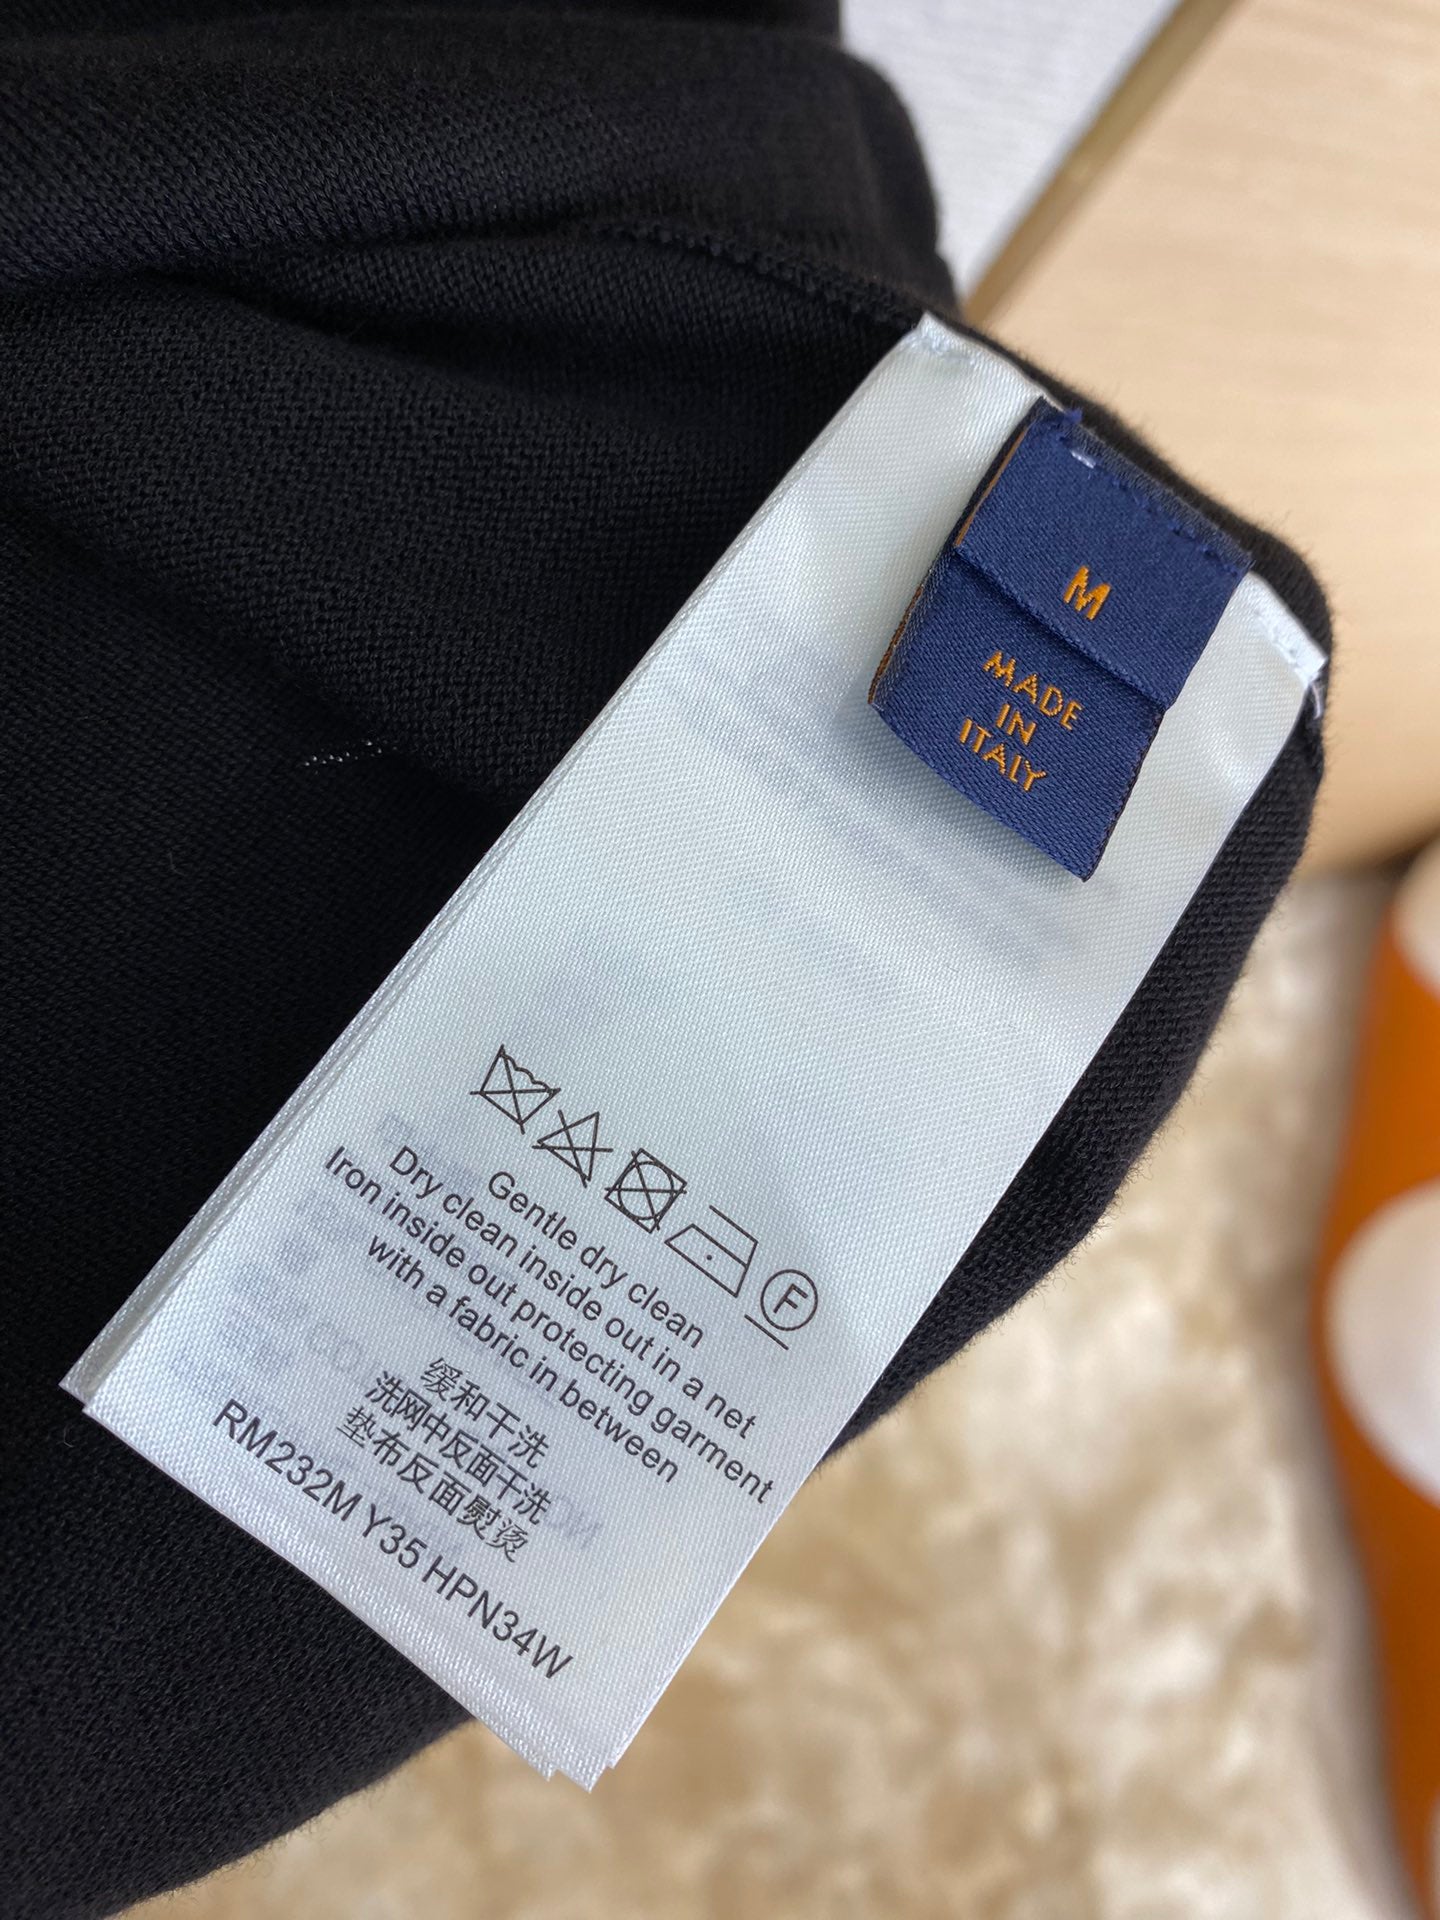 M
MADE
IN
ITALY
F
Gentle dry clean
Dry clean inside out in a net
Iron inside out protecting garment
with a fabric in between
缓和干洗
洗网中反面干洗
垫布反面熨烫
RM232M Y35 HPN34W